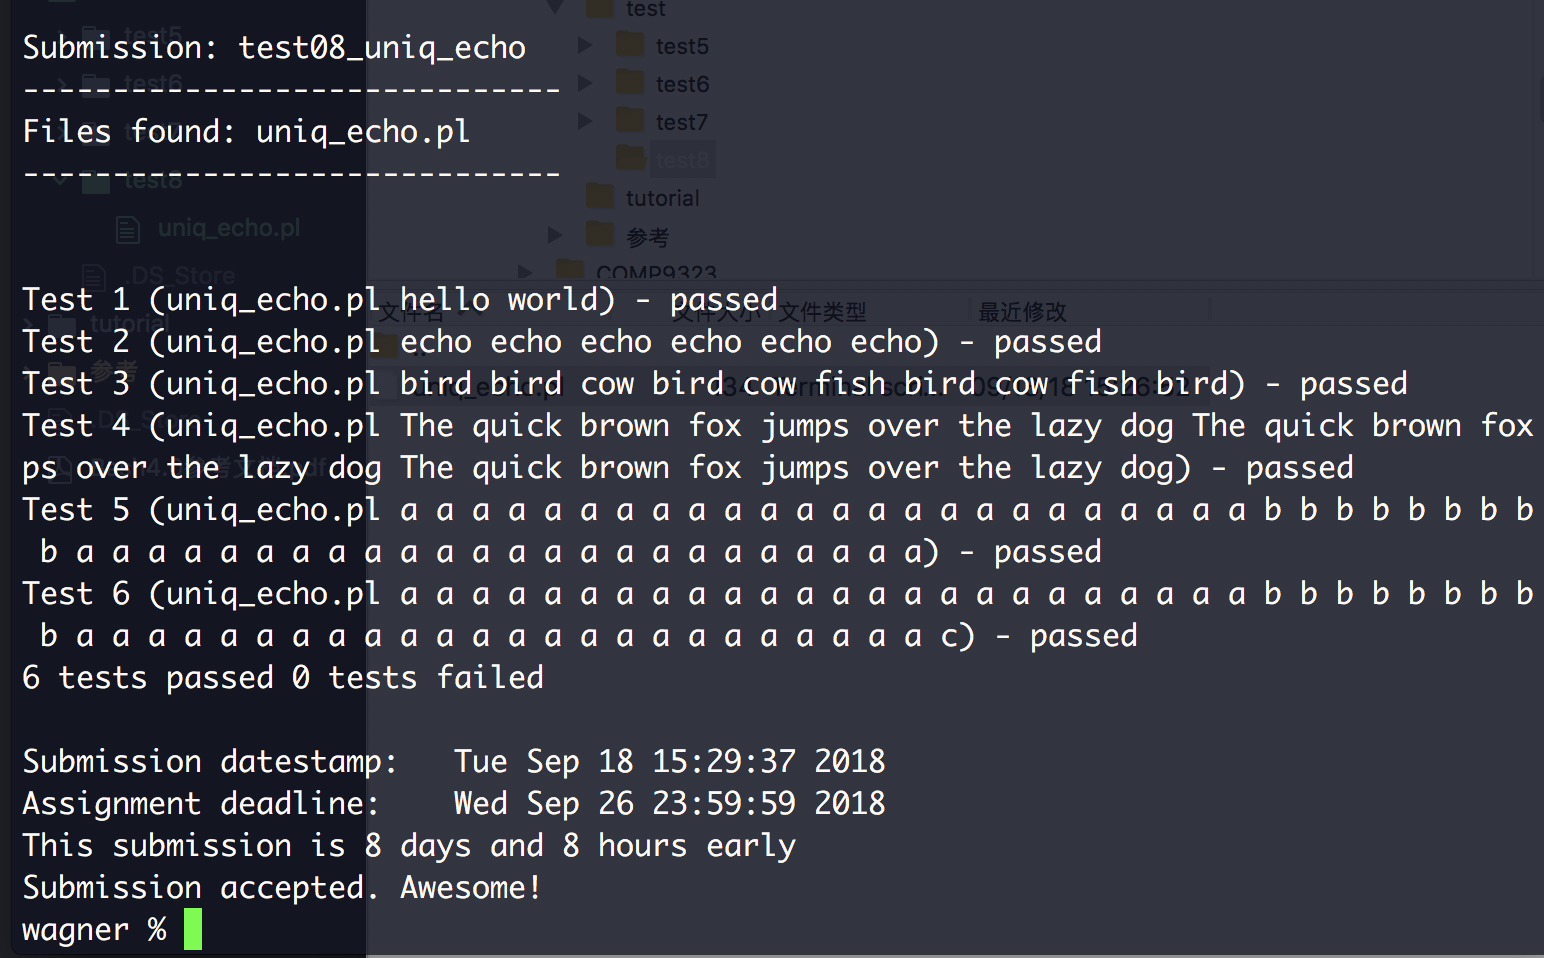 Submission: test08_uniq_echo
------------------------------
Files found: uniq_echo.pl
------------------------------
Test 1 (uniq_echo.pl hello world) - passed
Test 2 (uniq_echo.pl echo echo echo echo echo echo) - passed
Test 3 (uniq_echo.pl bird bird cow bird cow fish bird cow fish bird) - passed
Test 4 (uniq_echo.pl The quick brown fox jumps over the lazy dog The quick brown fox
ps over the lazy dog The quick brown fox jumps over the lazy dog) - passed
Test 5 (uniq_echo.pl a a a a a a a a a a a a a a a a a a a a a a a a b b b b b b b b
b a a a a a a a a a a a a a a a a a a a a a a a a) - passed
Test 6 (uniq_echo.pl a a a a a a a a a a a a a a a a a a a a a a a a b b b b b b b b
b a a a a a a a a a a a a a a a a a a a a a a a a c) - passed
6 tests passed 0 tests failed
Submission datestamp: Tue Sep 18 15:29:37 2018
Assignment deadline: Wed Sep 26 23:59:59 2018
This submission is 8 days and 8 hours early
Submission accepted. Awesome!
wagner %
test5
test6
test8
uniq_echo.pl
.DS_Store
tutorial
参考
test
test5
test6
test7
test8
tutorial
参考
COMP9323
文件名 文件大小 文件类型 最近修改